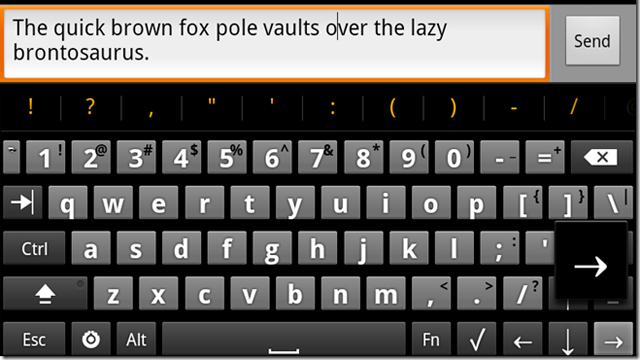 The quick brown fox pole vaults over the lazy
brontosaurus.
Send
! ? , " ' : ( ) - /
~ 1 ! 2 @ 3 # 4 $ 5 % 6 ^ 7 & 8 * 9 ( 0 ) - _ = +
q w e r t y u i o p [ { ] } \ |
Ctrl a s d f g h j k l ; : '
z x c v b n m , < . > / ?
Esc Alt Fn √ ← ↓ →
→